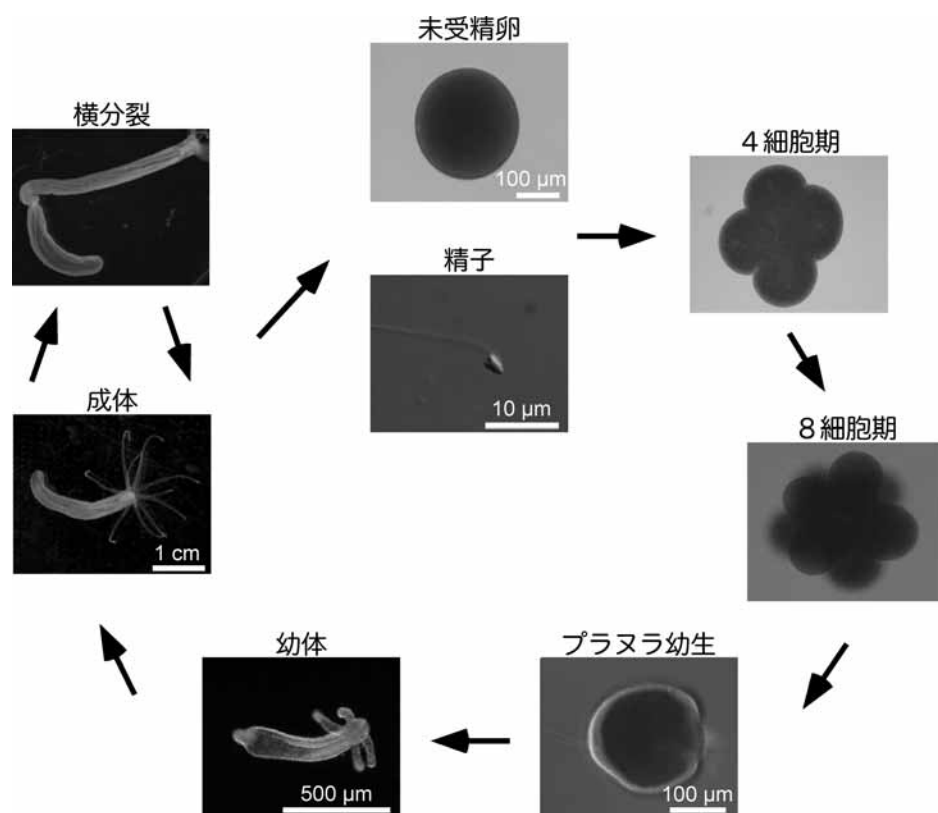 未受精卵
100 µm
精子
10 µm
4細胞期
8細胞期
プラヌラ幼生
100 µm
幼体
500 µm
成体
1 cm
横分裂